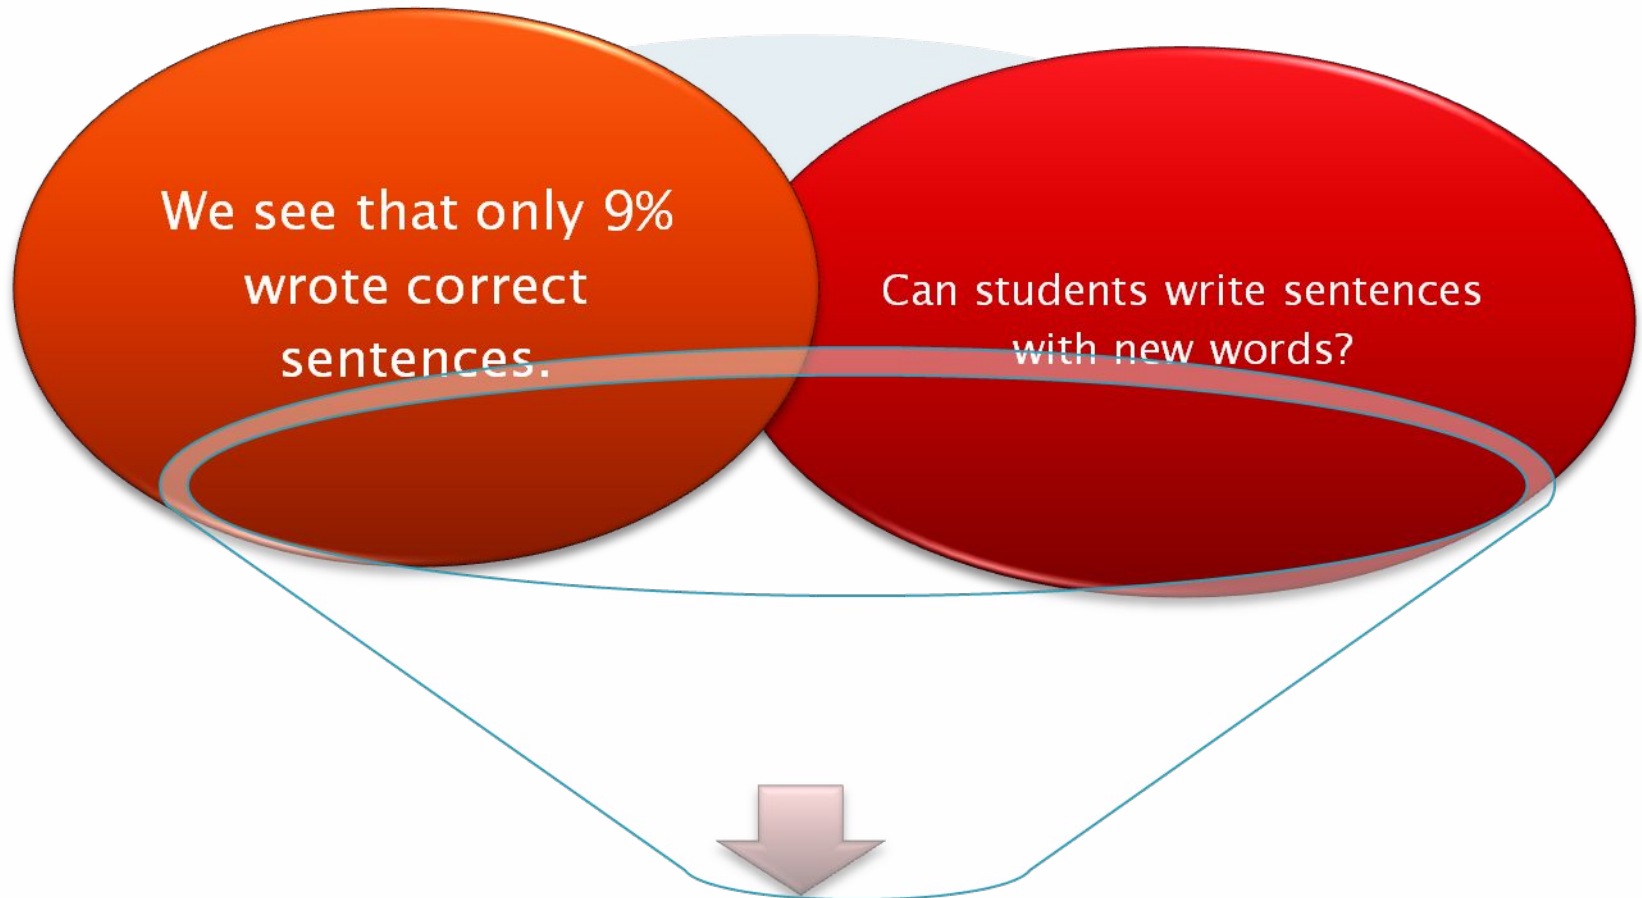 We see that only 9%
wrote correct
sentences.
Can students write sentences
with new words?